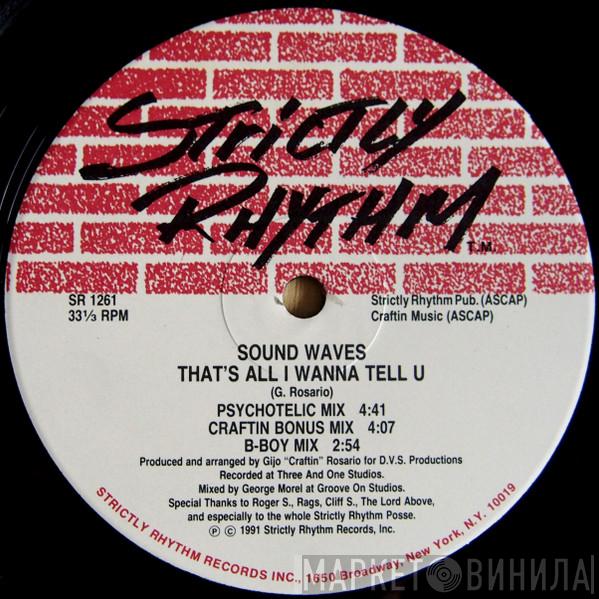 STRICTLY
RHYTHM T.M.
SR 1261
33⅓ RPM
Strictly Rhythm Pub. (ASCAP)
Craftin Music (ASCAP)
SOUND WAVES
THAT'S ALL I WANNA TELL U
(G. Rosario)
PSYCHOTELIC MIX 4:41
CRAFTIN BONUS MIX 4:07
B-BOY MIX 2:54
Produced and arranged by Gijo "Craftin" Rosario for D.V.S. Productions
Recorded at Three And One Studios.
Mixed by George Morel at Groove On Studios.
Special Thanks to Roger S., Rags, Cliff S., The Lord Above,
and especially to the whole Strictly Rhythm Posse.
℗ © 1991 Strictly Rhythm Records, Inc.
STRICTLY RHYTHM RECORDS INC., 1650 Broadway, New York, N.Y. 10019
МАРКЕТ ВИНИЛА